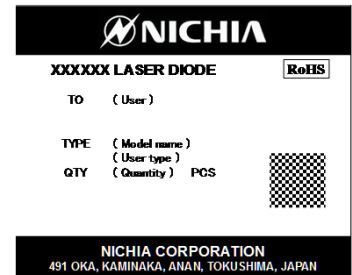 NICHIA
XXXXXX LASER DIODE RoHS
TO ( User )
TYPE ( Model name )
( User type )
QTY ( Quantity ) PCS
NICHIA CORPORATION
491 OKA, KAMINAKA, ANAN, TOKUSHIMA, JAPAN